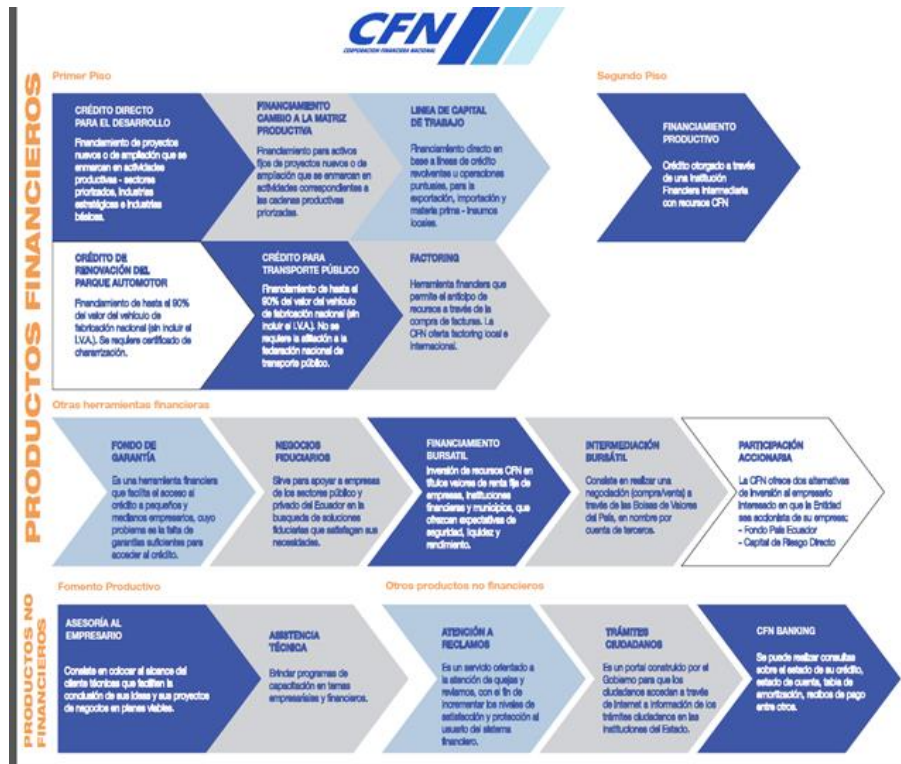 CFN
CORPORACIÓN FINANCIERA NACIONAL
PRODUCTOS FINANCIEROS
Primer Piso
CRÉDITO DIRECTO
PARA EL DESARROLLO
Financiamiento de proyectos
nuevos o de ampliación que se
enmarcan en actividades
productivas - sectores
priorizados, industrias
estratégicas e industrias
básicas.
FINANCIAMIENTO
CAMBIO A LA MATRIZ
PRODUCTIVA
Financiamiento para activos
fijos de proyectos nuevos o de
ampliación que se enmarcan en
actividades correspondientes a
las cadenas productivas
priorizadas.
LINEA DE CAPITAL
DE TRABAJO
Financiamiento directo en
base a líneas de crédito
revolventes u operaciones
puntuales, para la
exportación, importación y
materia prima - insumos
locales.
Segundo Piso
FINANCIAMIENTO
PRODUCTIVO
Crédito otorgado a través
de una Institución
Financiera Intermediaria
con recursos CFN
CRÉDITO DE
RENOVACIÓN DEL
PARQUE AUTOMOTOR
Financiamiento de hasta el 90%
del valor del vehículo de
fabricación nacional (sin incluir el
I.V.A.). Se requiere certificado de
chatarrización.
CRÉDITO PARA
TRANSPORTE PÚBLICO
Financiamiento de hasta el
90% del valor del vehículo
de fabricación nacional (sin
incluir el I.V.A.). No se
requiere la afiliación a la
federación nacional de
transporte público.
FACTORING
Herramienta financiera que
permite el anticipo de
recursos a través de la
compra de facturas. La
CFN oferta factoring local e
internacional.
Otras herramientas financieras
FONDO DE
GARANTÍA
Es una herramienta financiera
que facilita el acceso al
crédito a pequeños y
medianos empresarios, cuyo
problema es la falta de
garantías suficientes para
acceder al crédito.
NEGOCIOS
FIDUCIARIOS
Sirve para apoyar a empresas
de los sectores público y
privado del Ecuador en la
busqueda de soluciones
fiduciarias que satisfagan sus
necesidades.
FINANCIAMIENTO
BURSATIL
Inversión de recursos CFN en
títulos valores de renta fija de
empresas, instituciones
financieras y municipios, que
ofrezcan expectativas de
seguridad, liquidez y
rendimiento.
INTERMEDIACIÓN
BURSÁTIL
Consiste en realizar una
negociación (compra/venta) a
través de las Bolsas de Valores
del País, en nombre por
cuenta de terceros.
PARTICIPACIÓN
ACCIONARIA
La CFN ofrece dos alternativas
de inversión al empresario
interesado en que la Entidad
sea accionista de su empresa;
- Fondo País Ecuador
- Capital de Riesgo Directo
PRODUCTOS NO
FINANCIEROS
Fomento Productivo
ASESORÍA AL
EMPRESARIO
Consiste en colocar al alcance del
cliente técnicas que faciliten la
conclusión de sus ideas y sus proyectos
de negocios en planes viables.
ASISTENCIA
TÉCNICA
Brindar programas de
capacitación en temas
empresariales y financieros.
Otros productos no financieros
ATENCIÓN A
RECLAMOS
Es un servicio orientado a
la atención de quejas y
reclamos, con el fin de
incrementar los niveles de
satisfacción y protección al
usuario del sistema
financiero.
TRÁMITES
CIUDADANOS
Es un portal construido por el
Gobierno para que los
ciudadanos accedan a través
de Internet a información de los
trámites ciudadanos en las
instituciones del Estado.
CFN BANKING
Se puede realizar consultas
sobre el estado de su crédito,
estado de cuenta, tabla de
amortización, recibos de pago
entre otros.